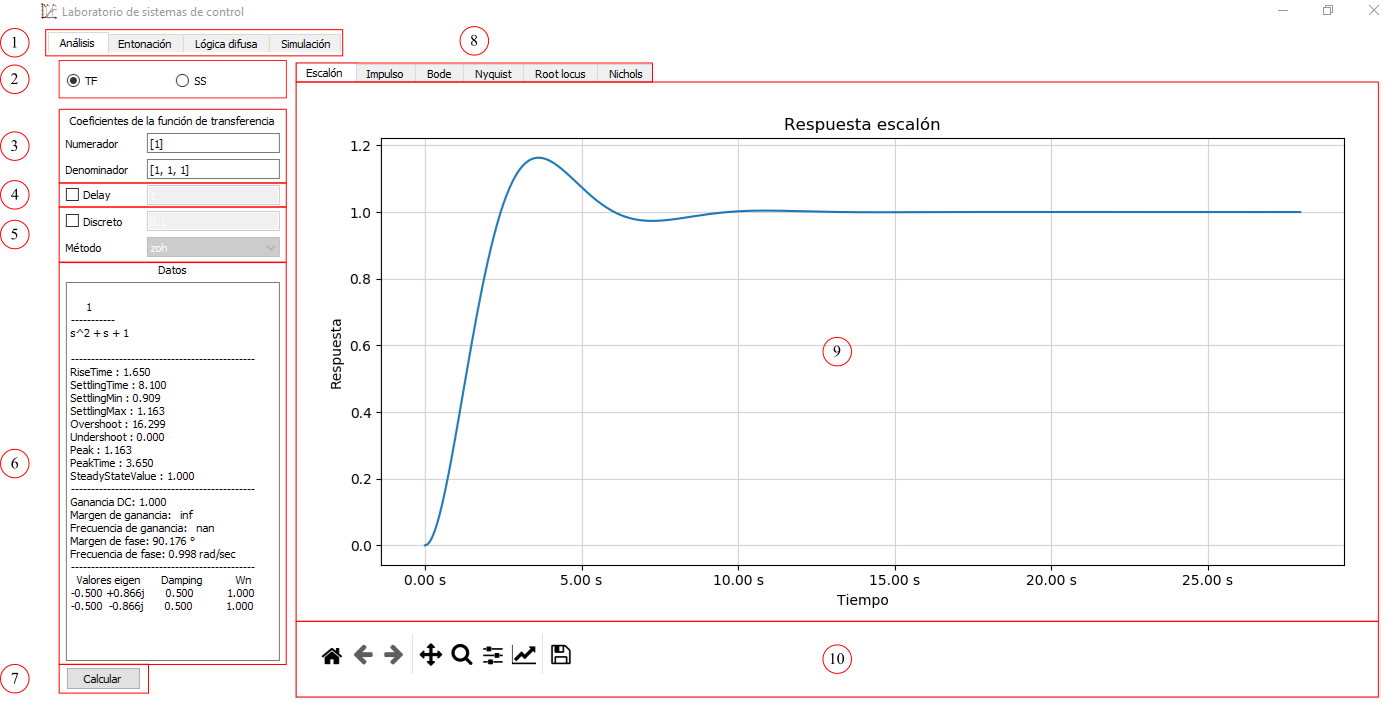 Laboratorio de sistemas de control
1
Análisis Entonación Lógica difusa Simulación
8
2
TF SS
Escalón Impulso Bode Nyquist Root locus Nichols
3
Coeficientes de la función de transferencia
Numerador [1]
Denominador [1, 1, 1]
4
Delay
5
Discreto 0.1
Método zoh
6
Datos
1
-----------
s^2 + s + 1
----------------------------------------------
RiseTime : 1.650
SettlingTime : 8.100
SettlingMin : 0.909
SettlingMax : 1.163
Overshoot : 16.299
Undershoot : 0.000
Peak : 1.163
PeakTime : 3.650
SteadyStateValue : 1.000
----------------------------------------------
Ganancia DC: 1.000
Margen de ganancia: inf
Frecuencia de ganancia: nan
Margen de fase: 90.176 °
Frecuencia de fase: 0.998 rad/sec
----------------------------------------------
Valores eigen Damping Wn
-0.500 +0.866j 0.500 1.000
-0.500 -0.866j 0.500 1.000
7
Calcular
Respuesta escalón
1.2
1.0
0.8
0.6
0.4
0.2
0.0
Respuesta
9
0.00 s 5.00 s 10.00 s 15.00 s 20.00 s 25.00 s
Tiempo
10